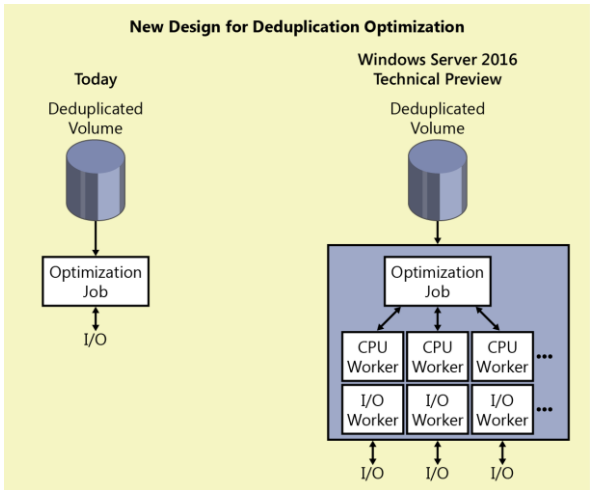 New Design for Deduplication Optimization
Today
Deduplicated
Volume
Optimization
Job
I/O
Windows Server 2016
Technical Preview
Deduplicated
Volume
Optimization
Job
CPU CPU CPU
Worker Worker Worker
I/O I/O I/O
Worker Worker Worker
I/O I/O I/O